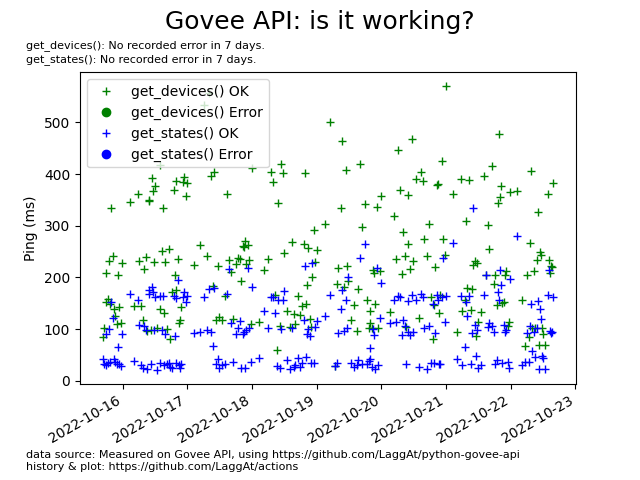 Govee API: is it working?
get_devices(): No recorded error in 7 days.
get_states(): No recorded error in 7 days.
get_devices() OK
get_devices() Error
get_states() OK
get_states() Error
Ping (ms)
500
400
300
200
100
0
2022-10-16
2022-10-17
2022-10-18
2022-10-19
2022-10-20
2022-10-21
2022-10-22
2022-10-23
data source: Measured on Govee API, using https://github.com/LaggAt/python-govee-api
history & plot: https://github.com/LaggAt/actions